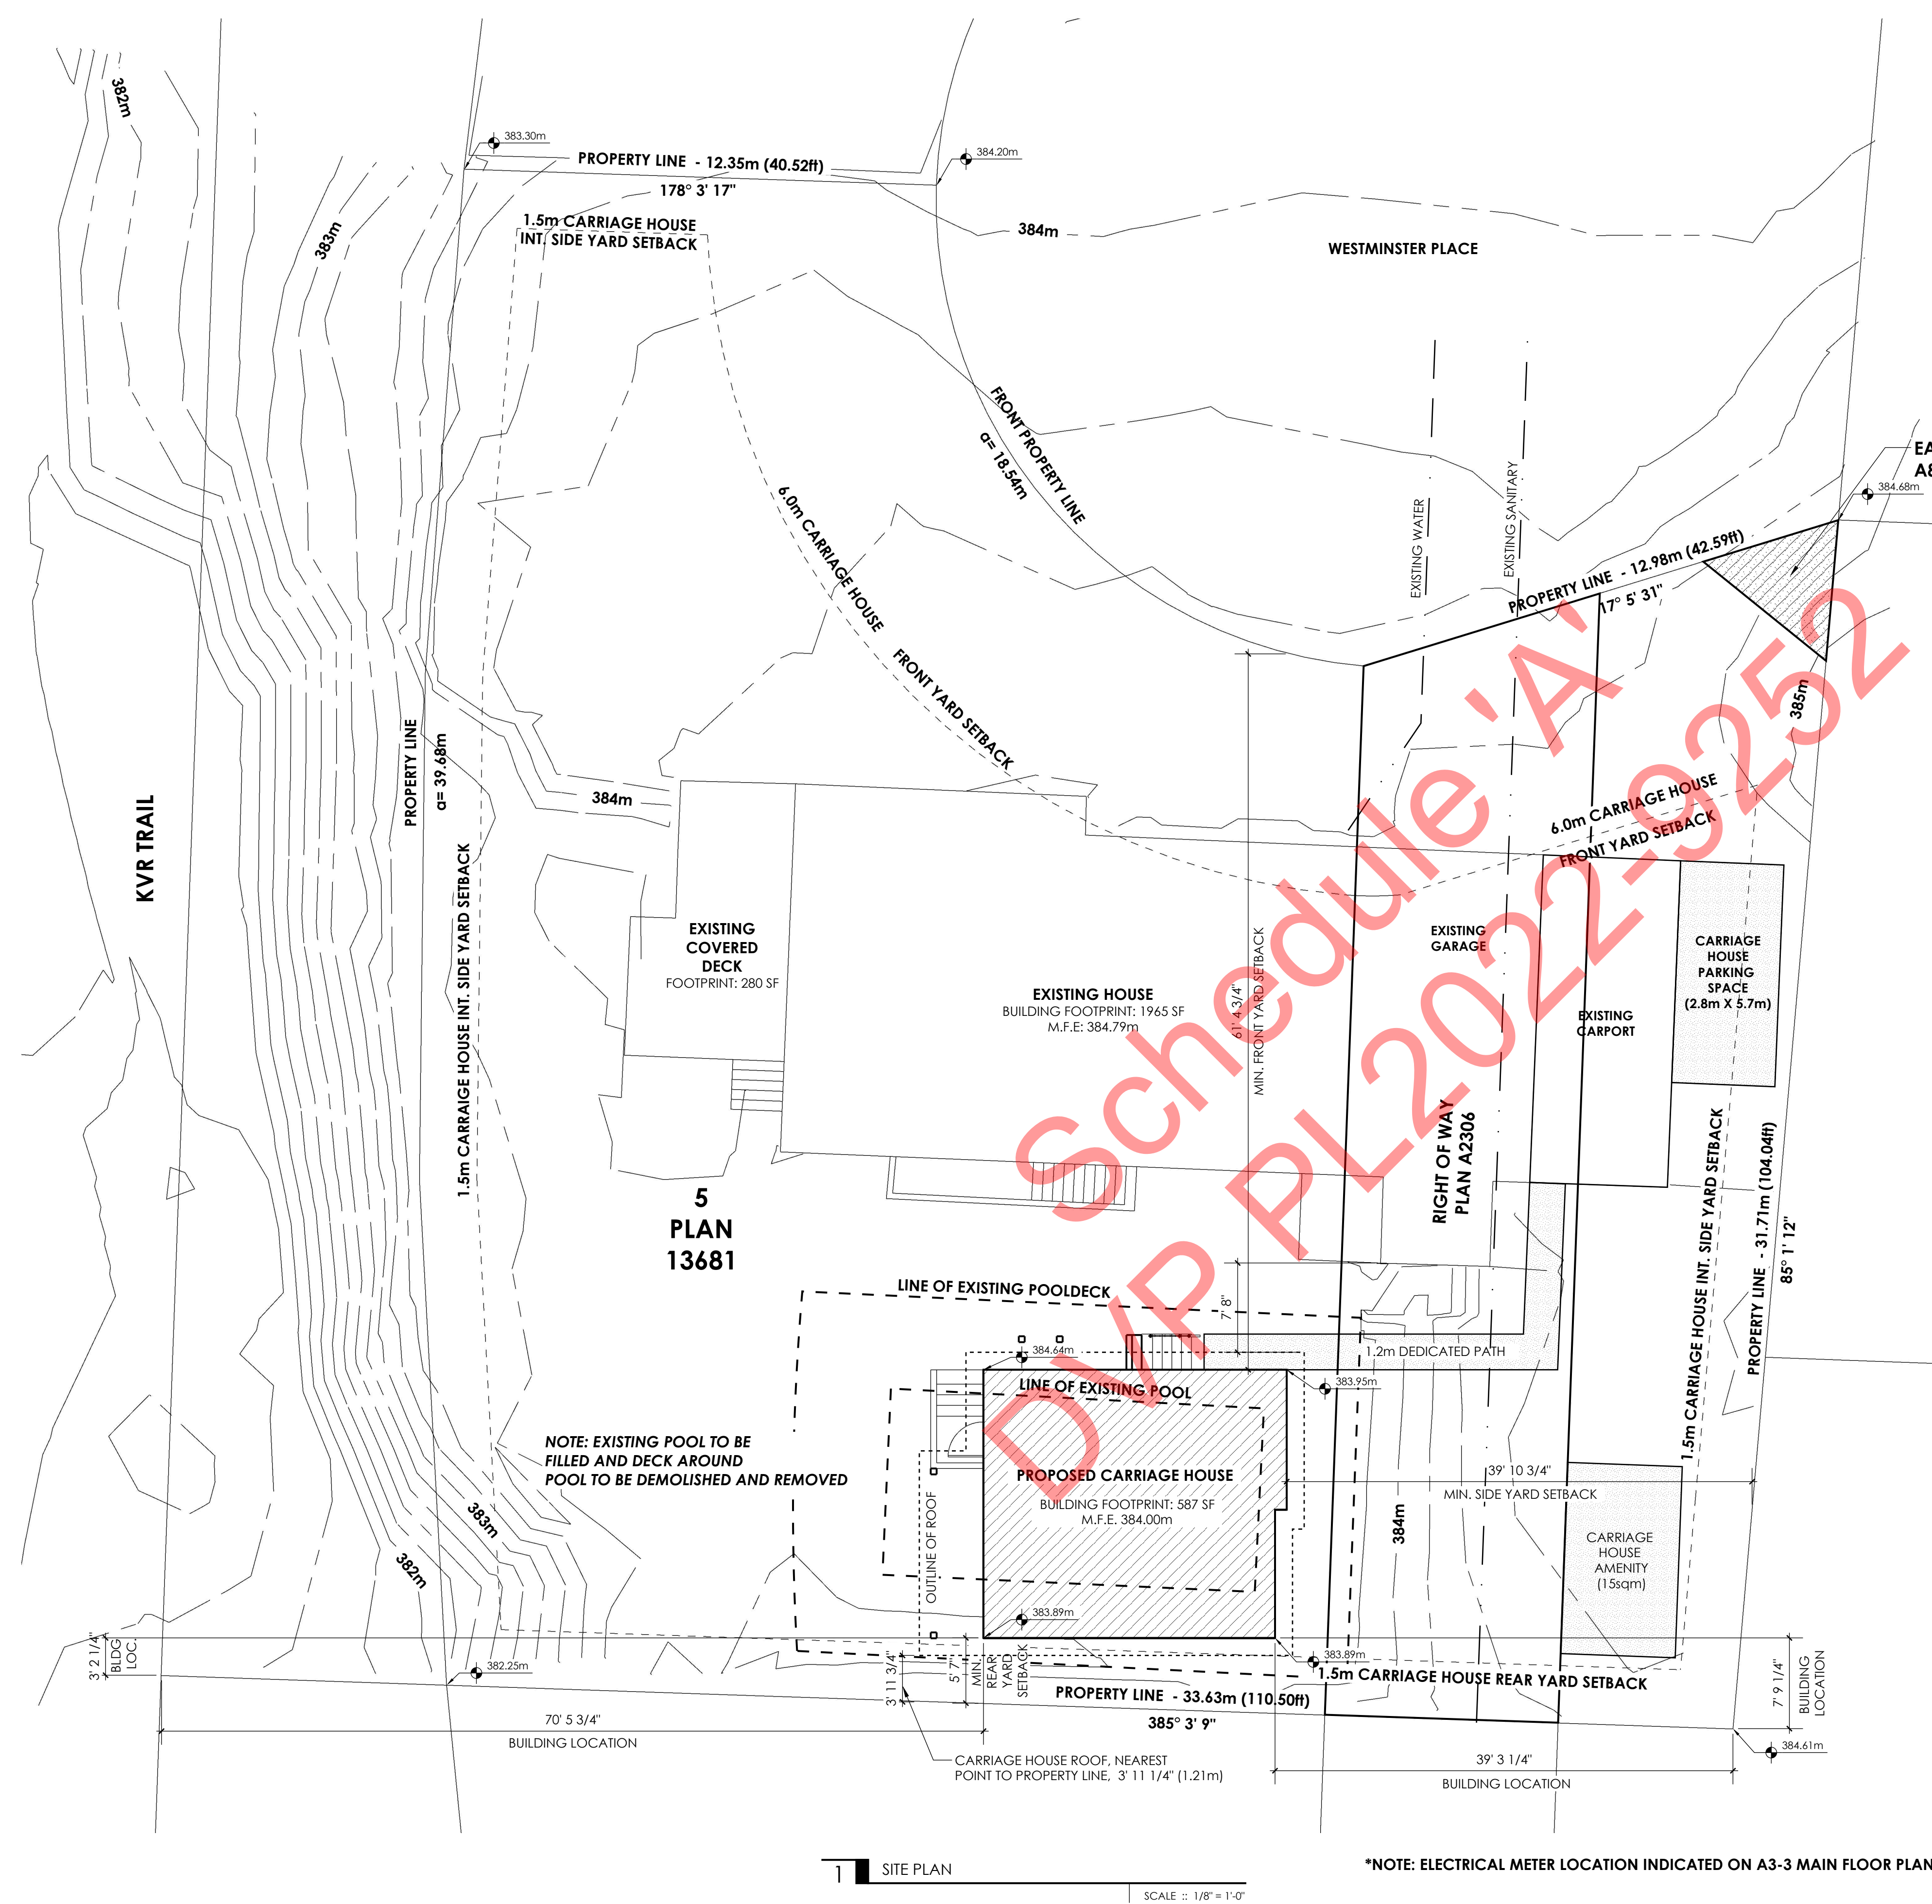 382m
383.30m
384.20m
PROPERTY LINE - 12.35m (40.52ft)
178° 3' 17"
1.5m CARRIAGE HOUSE
INT. SIDE YARD SETBACK
383m
384m
WESTMINSTER PLACE
FRONT PROPERTY LINE
a= 18.54m
6.0m CARRIAGE HOUSE
FRONT YARD SETBACK
EXISTING WATER
EXISTING SANITARY
384.68m
PROPERTY LINE - 12.98m (42.59ft)
17° 5' 31"
385m
KVR TRAIL
PROPERTY LINE
a= 39.68m
384m
1.5m CARRAIGE HOUSE INT. SIDE YARD SETBACK
6.0m CARRIAGE HOUSE
FRONT YARD SETBACK
EXISTING
COVERED
DECK
FOOTPRINT: 280 SF
EXISTING HOUSE
BUILDING FOOTPRINT: 1965 SF
M.F.E: 384.79m
61' 4 3/4"
MIN. FRONT YARD SETBACK
EXISTING
GARAGE
EXISTING
CARPORT
CARRIAGE
HOUSE
PARKING
SPACE
(2.8m X 5.7m)
Schedule 'A'
DVP PL2022-9252
RIGHT OF WAY
PLAN A2306
1.5m CARRIAGE HOUSE INT. SIDE YARD SETBACK
PROPERTY LINE - 31.71m (104.04ft)
85° 1' 12"
5
PLAN
13681
LINE OF EXISTING POOLDECK
7' 8"
384.64m
1.2m DEDICATED PATH
383.95m
LINE OF EXISTING POOL
NOTE: EXISTING POOL TO BE
FILLED AND DECK AROUND
POOL TO BE DEMOLISHED AND REMOVED
PROPOSED CARRIAGE HOUSE
BUILDING FOOTPRINT: 587 SF
M.F.E. 384.00m
OUTLINE OF ROOF
39' 10 3/4"
MIN. SIDE YARD SETBACK
384m
CARRIAGE
HOUSE
AMENITY
(15sqm)
383m
382m
383.89m
383.89m
382.25m
3' 2 1/4"
BLDG
LOC.
3' 11 3/4"
5' 7"
MIN.
REAR
YARD
SETBACK
1.5m CARRIAGE HOUSE REAR YARD SETBACK
PROPERTY LINE - 33.63m (110.50ft)
385° 3' 9"
7' 9 1/4"
BUILDING
LOCATION
70' 5 3/4"
BUILDING LOCATION
384.61m
CARRIAGE HOUSE ROOF, NEAREST
POINT TO PROPERTY LINE, 3' 11 1/4" (1.21m)
39' 3 1/4"
BUILDING LOCATION
1 SITE PLAN
SCALE :: 1/8" = 1'-0"
*NOTE: ELECTRICAL METER LOCATION INDICATED ON A3-3 MAIN FLOOR PLAN